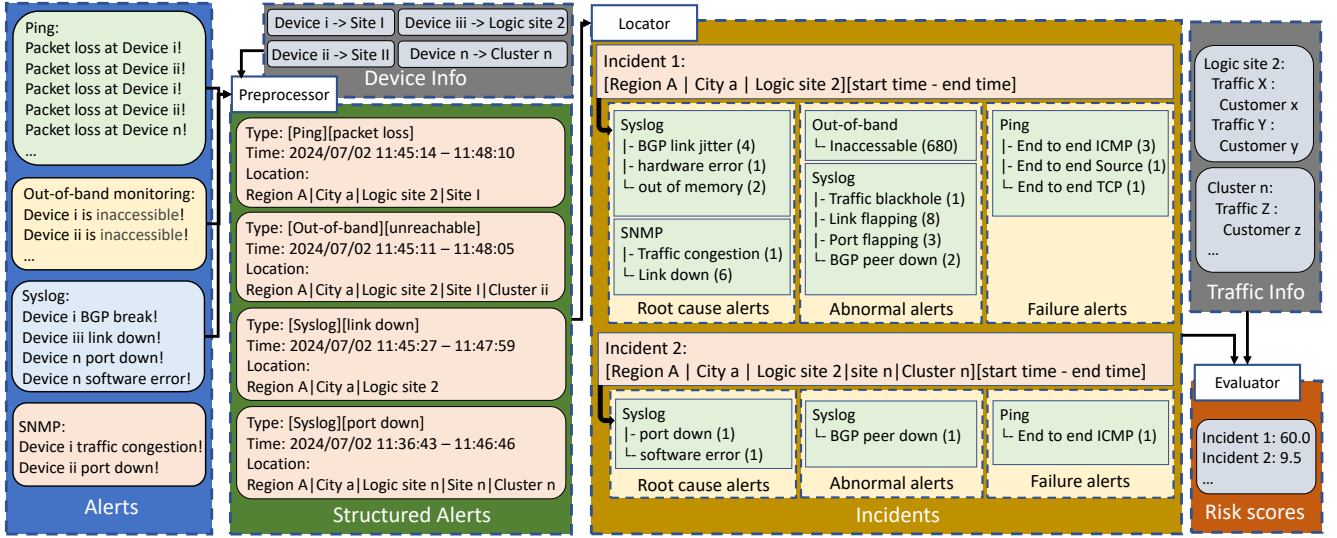 Ping:
Packet loss at Device i!
Packet loss at Device ii!
Packet loss at Device i!
Packet loss at Device ii!
Packet loss at Device n!
...
Out-of-band monitoring:
Device i is inaccessible!
Device ii is inaccessible!
...
Syslog:
Device i BGP break!
Device iii link down!
Device n port down!
Device n software error!
SNMP:
Device i traffic congestion!
Device ii port down!
Alerts
Device i -> Site I
Device iii -> Logic site 2
Device ii -> Site II
Device n -> Cluster n
Device Info
Preprocessor
Type: [Ping][packet loss]
Time: 2024/07/02 11:45:14 – 11:48:10
Location:
Region A|City a|Logic site 2|Site I
Type: [Out-of-band][unreachable]
Time: 2024/07/02 11:45:11 – 11:48:05
Location:
Region A|City a|Logic site 2|Site I|Cluster ii
Type: [Syslog][link down]
Time: 2024/07/02 11:45:27 – 11:47:59
Location:
Region A|City a|Logic site 2
Type: [Syslog][port down]
Time: 2024/07/02 11:36:43 – 11:46:46
Location:
Region A|City a|Logic site n|Site n|Cluster n
Structured Alerts
Locator
Incident 1:
[Region A | City a | Logic site 2][start time - end time]
Syslog
|- BGP link jitter (4)
|- hardware error (1)
└- out of memory (2)
SNMP
|- Traffic congestion (1)
└- Link down (6)
Root cause alerts
Out-of-band
└- Inaccessable (680)
Syslog
|- Traffic blackhole (1)
|- Link flapping (8)
|- Port flapping (3)
└- BGP peer down (2)
Abnormal alerts
Ping
|- End to end ICMP (3)
|- End to end Source (1)
└- End to end TCP (1)
Failure alerts
Incident 2:
[Region A | City a | Logic site 2|site n|Cluster n][start time - end time]
Syslog
|- port down (1)
└- software error (1)
Root cause alerts
Syslog
└- BGP peer down (1)
Abnormal alerts
Ping
└- End to end ICMP (1)
Failure alerts
Incidents
Logic site 2:
Traffic X :
Customer x
Traffic Y :
Customer y
Cluster n:
Traffic Z :
Customer z
...
Traffic Info
Evaluator
Incident 1: 60.0
Incident 2: 9.5
...
Risk scores